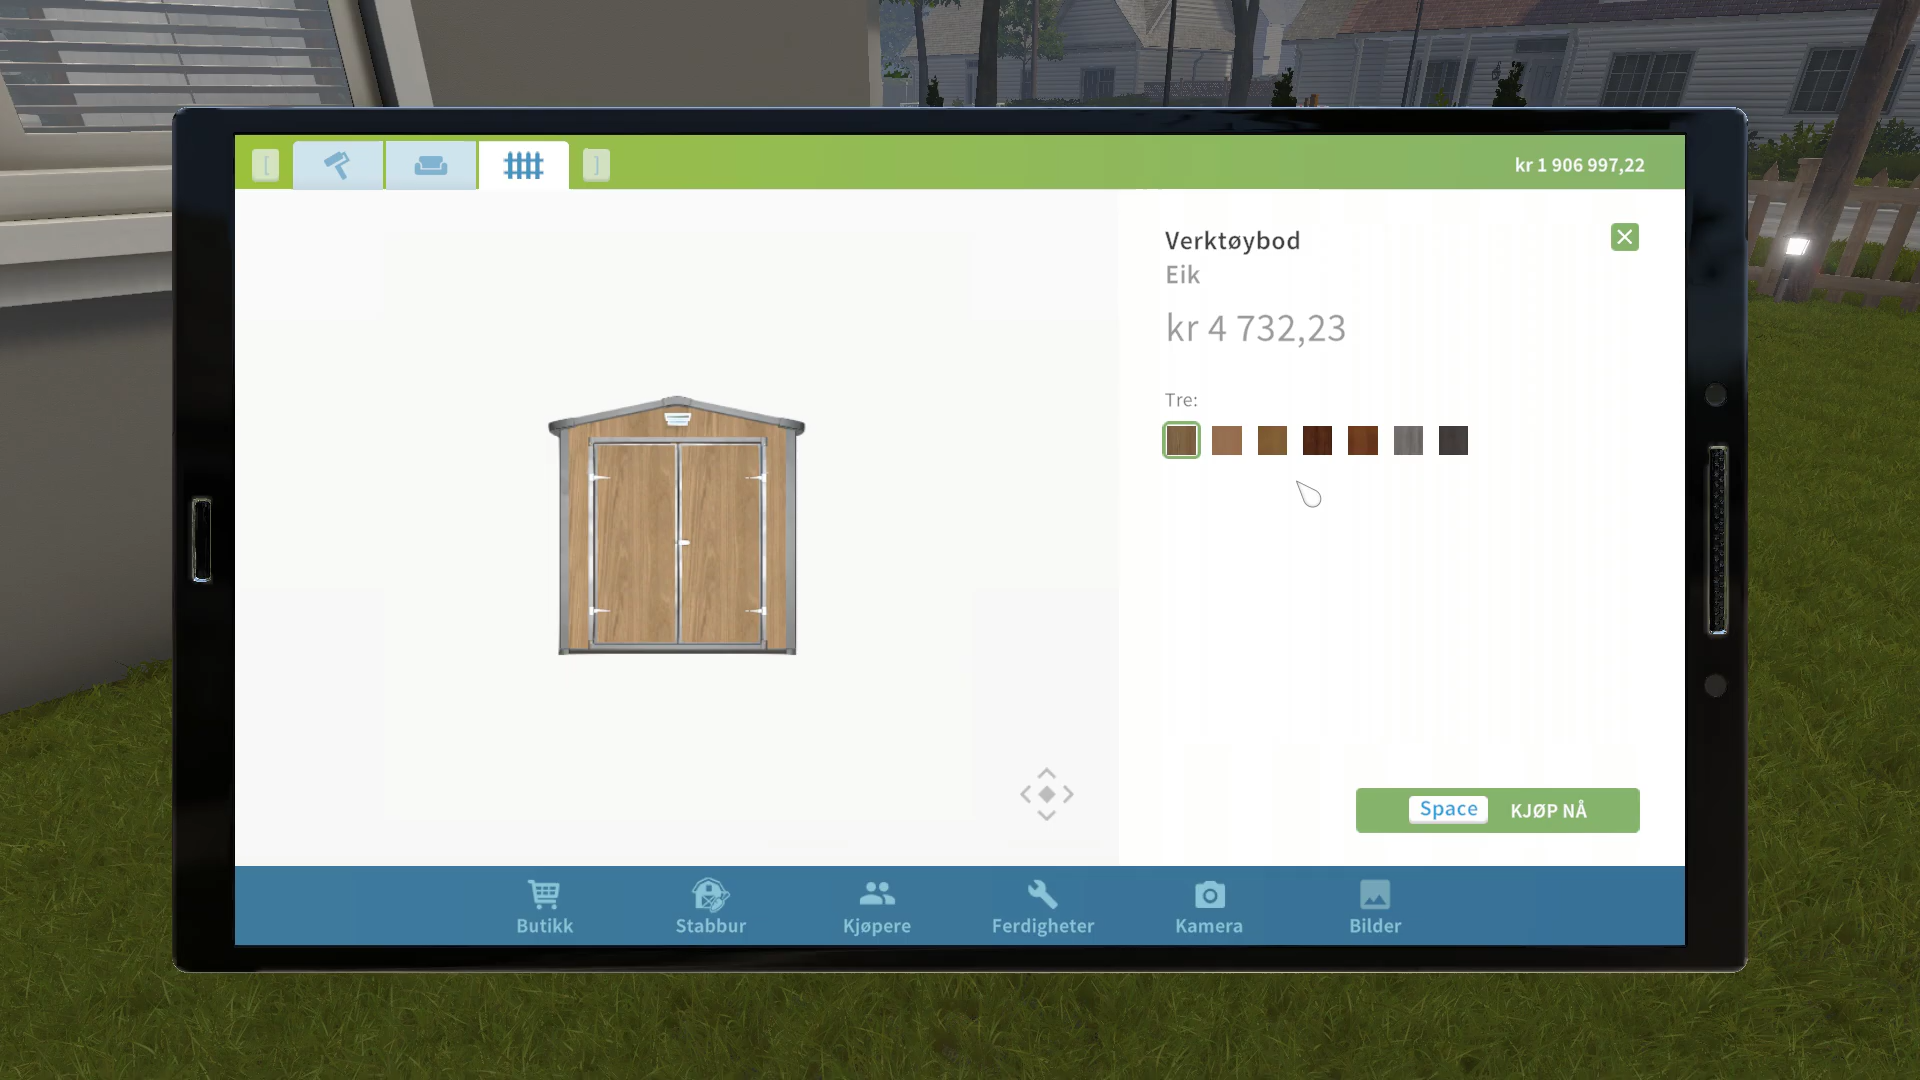 [
]
kr 1 906 997,22
Verktøybod
Eik
kr 4 732,23
Tre:
Space KJØP NÅ
Butikk
Stabbur
Kjøpere
Ferdigheter
Kamera
Bilder